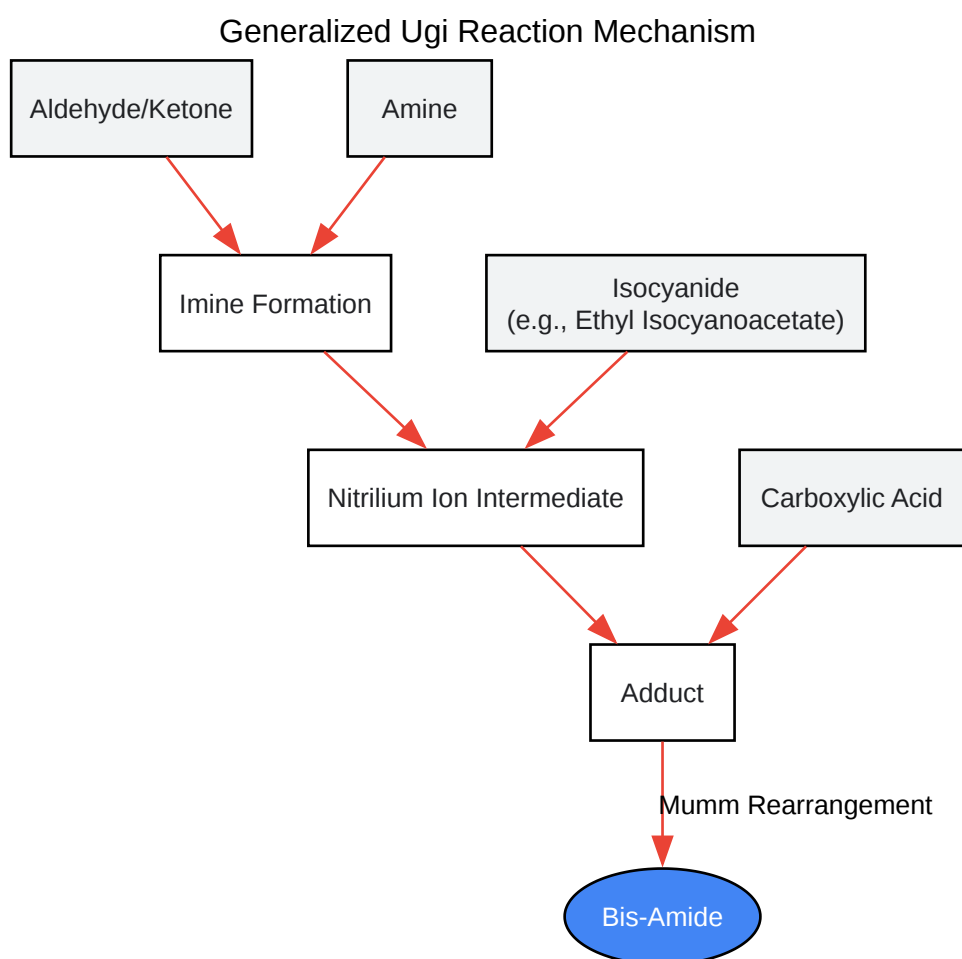 Generalized Ugi Reaction Mechanism
Aldehyde/Ketone
Amine
Imine Formation
Isocyanide
(e.g., Ethyl Isocyanoacetate)
Nitrilium Ion Intermediate
Carboxylic Acid
Adduct
Mumm Rearrangement
Bis-Amide